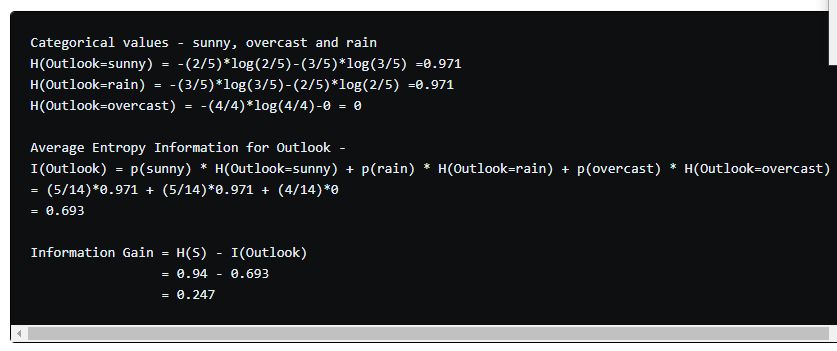 Categorical values - sunny, overcast and rain
H(Outlook=sunny) = -(2/5)*log(2/5)-(3/5)*log(3/5) =0.971
H(Outlook=rain) = -(3/5)*log(3/5)-(2/5)*log(2/5) =0.971
H(Outlook=overcast) = -(4/4)*log(4/4)-0 = 0
Average Entropy Information for Outlook -
I(Outlook) = p(sunny) * H(Outlook=sunny) + p(rain) * H(Outlook=rain) + p(overcast) * H(Outlook=overcast)
= (5/14)*0.971 + (5/14)*0.971 + (4/14)*0
= 0.693
Information Gain = H(S) - I(Outlook)
= 0.94 - 0.693
= 0.247